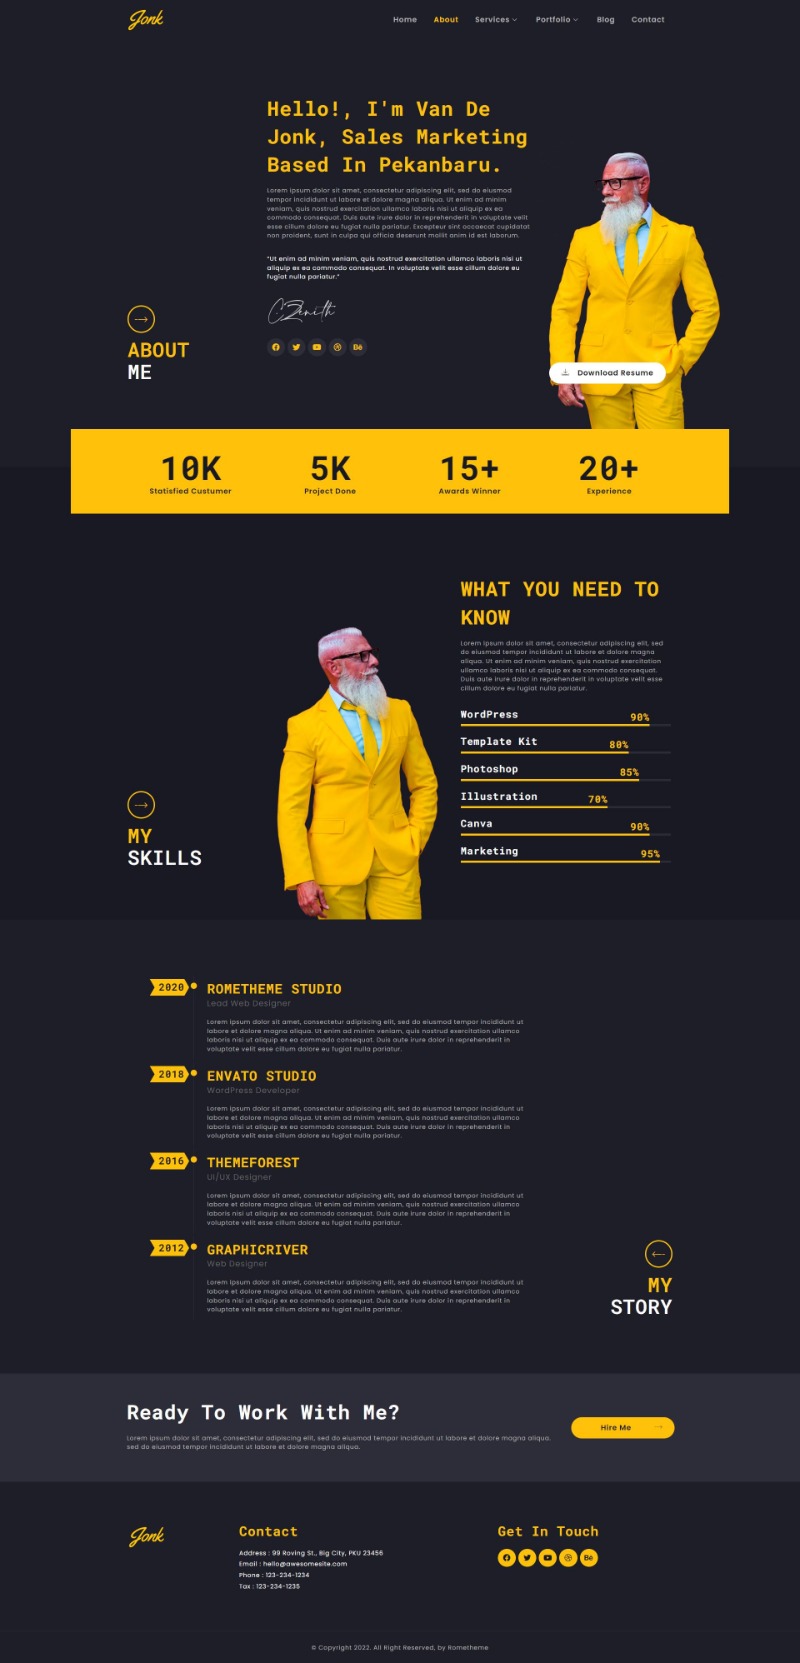 Jonk
Home About Services Portfolio Blog Contact
Hello!, I'm Van De
Jonk, Sales Marketing
Based In Pekanbaru.
Lorem ipsum dolor sit amet, consectetur adipiscing elit, sed do eiusmod
tempor incididunt ut labore et dolore magna aliqua. Ut enim ad minim
veniam, quis nostrud exercitation ullamco laboris nisi ut aliquip ex ea
commodo consequat. Duis aute irure dolor in reprehenderit in voluptate velit
esse cillum dolore eu fugiat nulla pariatur. Excepteur sint occaecat cupidatat
non proident, sunt in culpa qui officia deserunt mollit anim id est laborum.
"Ut enim ad minim veniam, quis nostrud exercitation ullamco laboris nisi ut
aliquip ex ea commodo consequat. In voluptate velit esse cillum dolore eu
fugiat nulla pariatur."
CZenith
ABOUT
ME
Download Resume
10K
Statisfied Custumer
5K
Project Done
15+
Awards Winner
20+
Experience
WHAT YOU NEED TO
KNOW
Lorem ipsum dolor sit amet, consectetur adipiscing elit, sed
do eiusmod tempor incididunt ut labore et dolore magna
aliqua. Ut enim ad minim veniam, quis nostrud exercitation
ullamco laboris nisi ut aliquip ex ea commodo consequat.
Duis aute irure dolor in reprehenderit in voluptate velit esse
cillum dolore eu fugiat nulla pariatur.
WordPress 90%
Template Kit 80%
Photoshop 85%
Illustration 70%
Canva 90%
Marketing 95%
MY
SKILLS
2020 ROMETHEME STUDIO
Lead Web Designer
Lorem ipsum dolor sit amet, consectetur adipiscing elit, sed do eiusmod tempor incididunt ut
labore et dolore magna aliqua. Ut enim ad minim veniam, quis nostrud exercitation ullamco
laboris nisi ut aliquip ex ea commodo consequat. Duis aute irure dolor in reprehenderit in
voluptate velit esse cillum dolore eu fugiat nulla pariatur.
2018 ENVATO STUDIO
WordPress Developer
Lorem ipsum dolor sit amet, consectetur adipiscing elit, sed do eiusmod tempor incididunt ut
labore et dolore magna aliqua. Ut enim ad minim veniam, quis nostrud exercitation ullamco
laboris nisi ut aliquip ex ea commodo consequat. Duis aute irure dolor in reprehenderit in
voluptate velit esse cillum dolore eu fugiat nulla pariatur.
2016 THEMEFOREST
UI/UX Designer
Lorem ipsum dolor sit amet, consectetur adipiscing elit, sed do eiusmod tempor incididunt ut
labore et dolore magna aliqua. Ut enim ad minim veniam, quis nostrud exercitation ullamco
laboris nisi ut aliquip ex ea commodo consequat. Duis aute irure dolor in reprehenderit in
voluptate velit esse cillum dolore eu fugiat nulla pariatur.
2012 GRAPHICRIVER
Web Designer
Lorem ipsum dolor sit amet, consectetur adipiscing elit, sed do eiusmod tempor incididunt ut
labore et dolore magna aliqua. Ut enim ad minim veniam, quis nostrud exercitation ullamco
laboris nisi ut aliquip ex ea commodo consequat. Duis aute irure dolor in reprehenderit in
voluptate velit esse cillum dolore eu fugiat nulla pariatur.
MY
STORY
Ready To Work With Me?
Lorem ipsum dolor sit amet, consectetur adipiscing elit, sed do eiusmod tempor incididunt ut labore et dolore magna aliqua.
sed do eiusmod tempor incididunt ut labore et dolore magna aliqua.
Hire Me
Jonk
Contact
Address : 99 Roving St., Big City, PKU 23456
Email : hello@awesomesite.com
Phone : 123-234-1234
Tax : 123-234-1235
Get In Touch
© Copyright 2022. All Right Reserved, by Rometheme